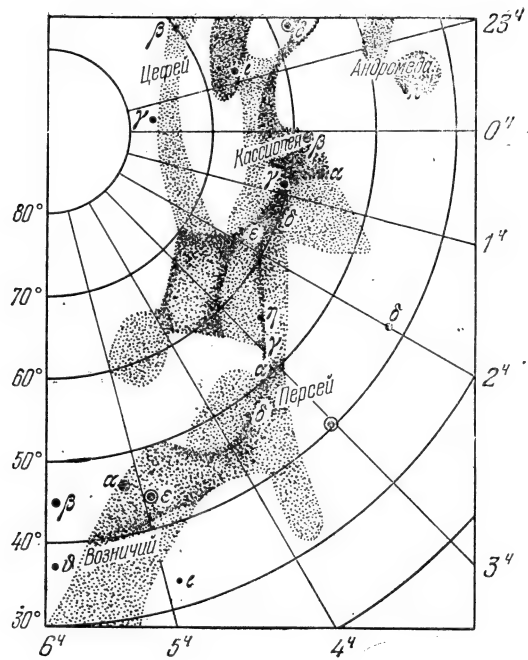 β
δ
23ч
Цефей
ι
Андромеда
γ
0ч
Кассиопея
β
α
γ
80°
ε
δ
1ч
70°
η
δ
γ
2ч
60°
α
Персей
δ
50°
α
ε
β
40°
Возничий
ϑ
ι
3ч
30°
6ч
5ч
4ч